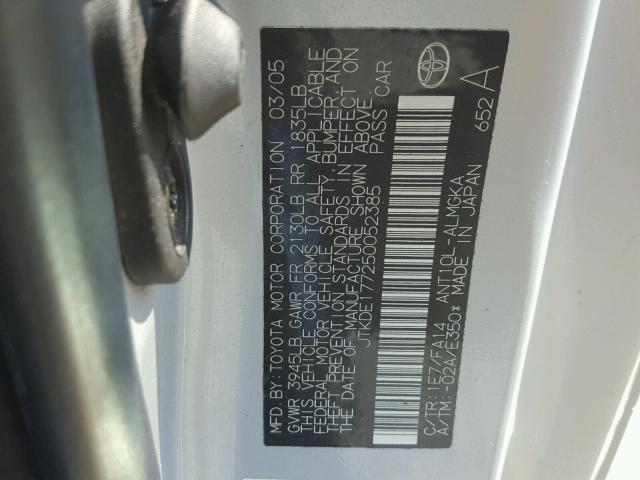 MFD.BY:TOYOTA MOTOR CORPORATION 03/05
GVWR 3945LB GAWR FR 2130LB RR 1835LB
THIS VEHICLE CONFORMS TO ALL APPLICABLE
FEDERAL MOTOR VEHICLE SAFETY, BUMPER, AND
THEFT PREVENTION STANDARDS IN EFFECT ON
THE DATE OF MANUFACTURE SHOWN ABOVE.
JTKDE177250052385 PASS CAR
C/TR:1E7/FA14 ANT10L-ALMGKA
A/TM:-02A/E350* MADE IN JAPAN
652 A